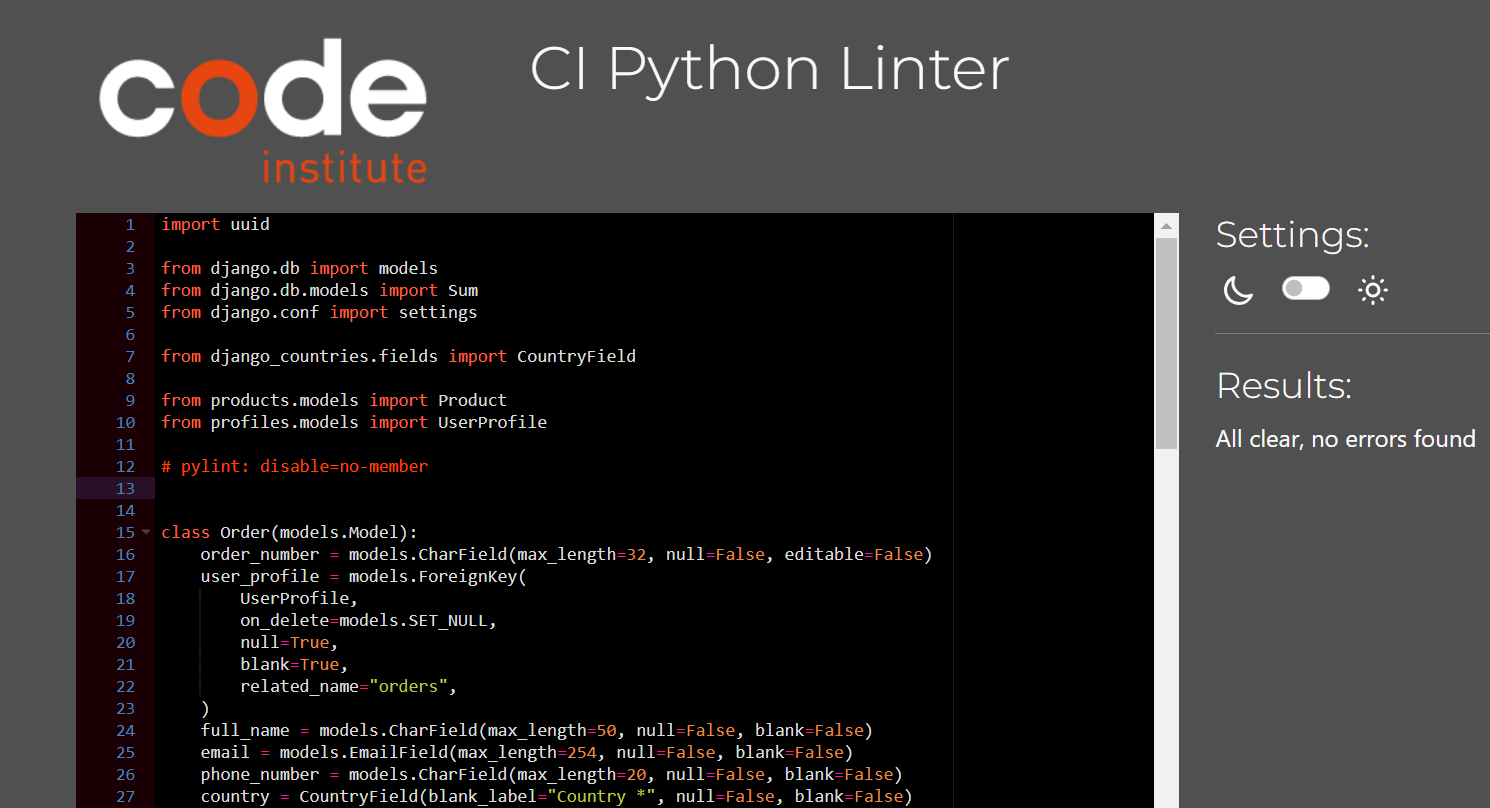 code
institute
CI Python Linter
1 import uuid
2
3 from django.db import models
4 from django.db.models import Sum
5 from django.conf import settings
6
7 from django_countries.fields import CountryField
8
9 from products.models import Product
10 from profiles.models import UserProfile
11
12 # pylint: disable=no-member
13
14
15 class Order(models.Model):
16     order_number = models.CharField(max_length=32, null=False, editable=False)
17     user_profile = models.ForeignKey(
18         UserProfile,
19         on_delete=models.SET_NULL,
20         null=True,
21         blank=True,
22         related_name="orders",
23     )
24     full_name = models.CharField(max_length=50, null=False, blank=False)
25     email = models.EmailField(max_length=254, null=False, blank=False)
26     phone_number = models.CharField(max_length=20, null=False, blank=False)
27     country = CountryField(blank_label="Country *", null=False, blank=False)
Settings:
Results:
All clear, no errors found